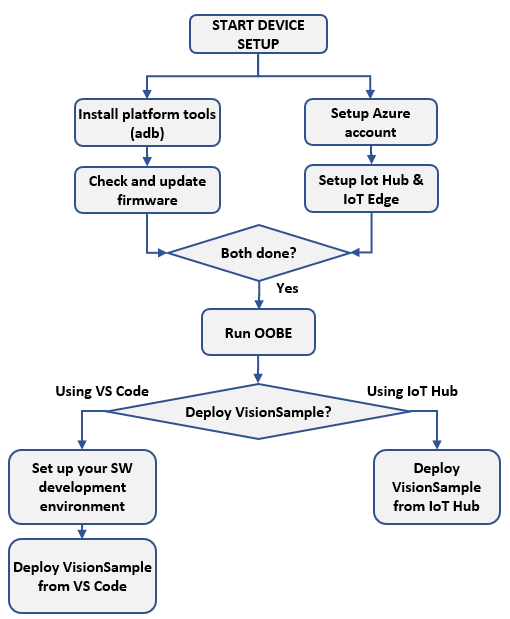 START DEVICE
SETUP
Install platform tools
(adb)
Setup Azure
account
Check and update
firmware
Setup Iot Hub &
IoT Edge
Both done?
Yes
Run OOBE
Using VS Code
Using IoT Hub
Deploy VisionSample?
Set up your SW
development
environment
Deploy
VisionSample
from IoT Hub
Deploy VisionSample
from VS Code